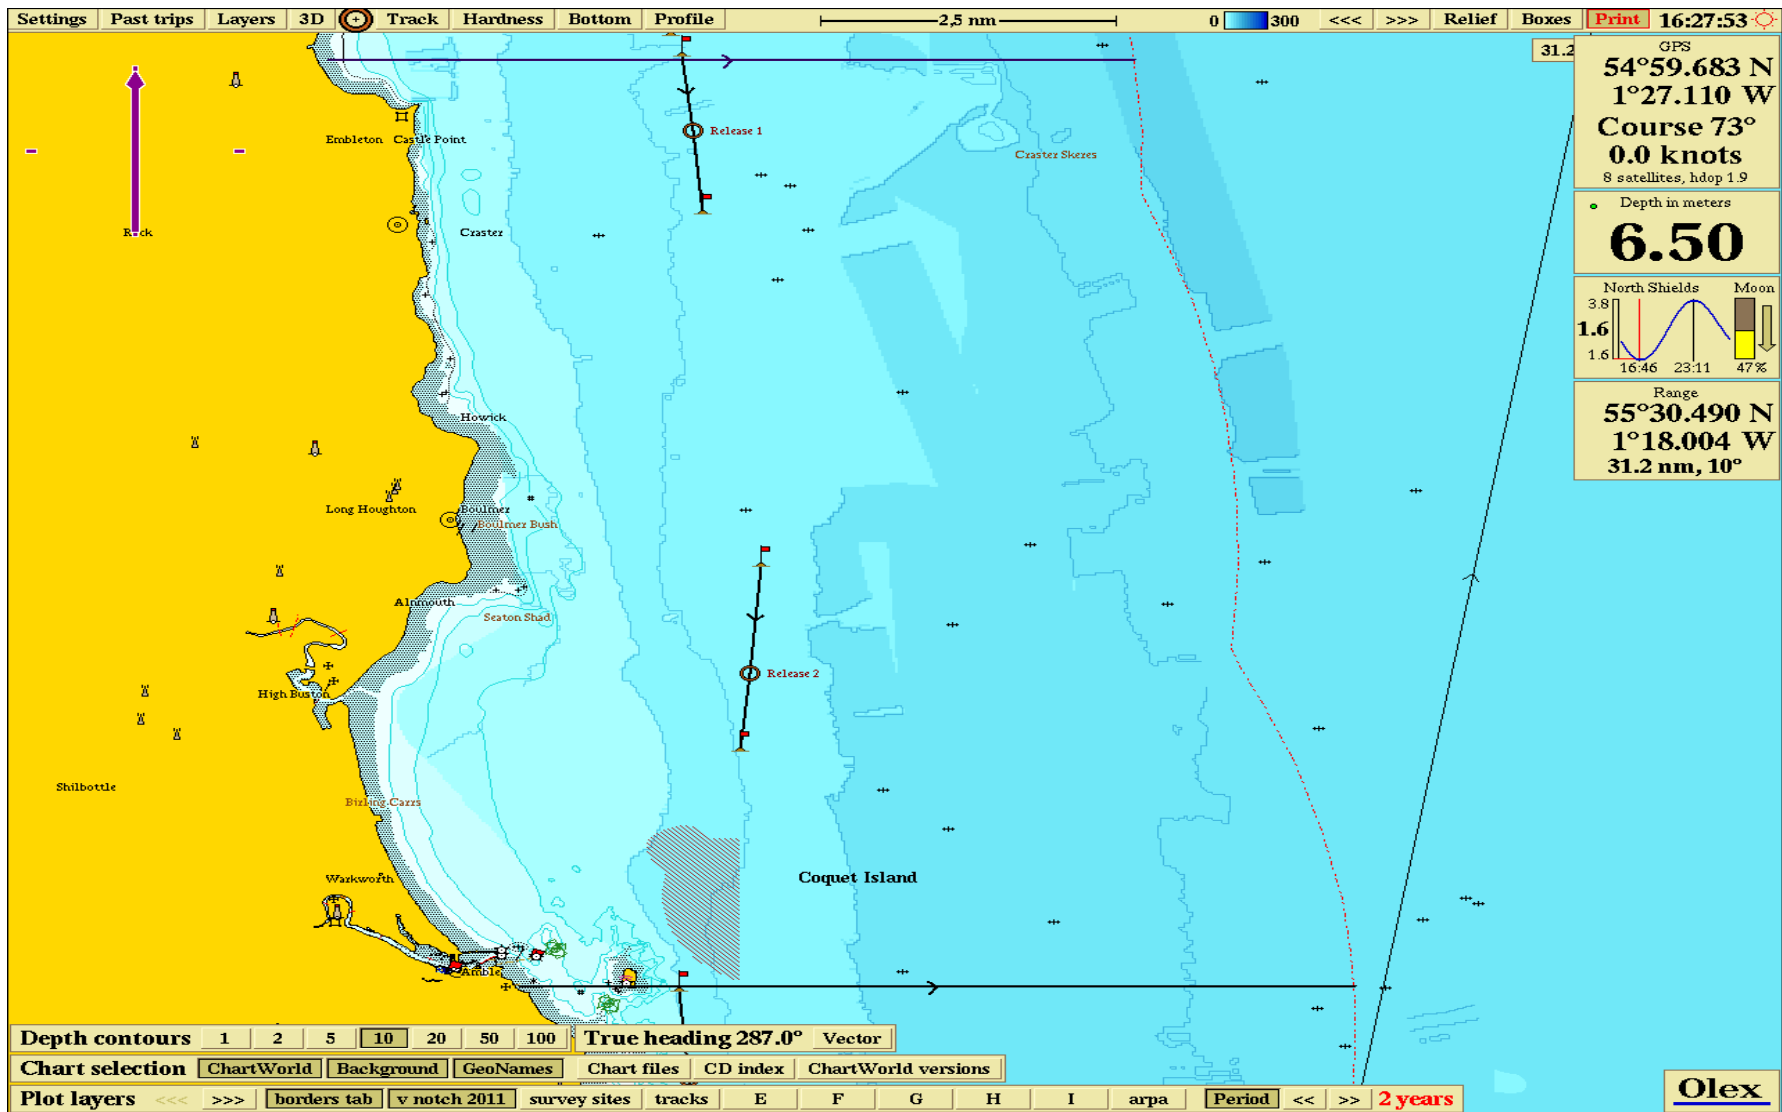 Settings Past trips Layers 3D Track Hardness Bottom Profile 2,5 nm 0 300 <<< >>> Relief Boxes Print 16:27:53
31.2
GPS
54°59.683 N
1°27.110 W
Course 73°
0.0 knots
8 satellites, hdop 1.9
Depth in meters
6.50
North Shields Moon
3.8
1.6
1.6
16:46 23:11 47%
Range
55°30.490 N
1°18.004 W
31.2 nm, 10°
Release 1
Embleton Castle Point
Craster Skeres
Rock
Craster
Howick
Long Houghton
Boulmer
Boulmer Bush
Alnmouth
Seaton Shad
Release 2
High Buston
Shilbottle
Birling Carrs
Warkworth
Coquet Island
Amble
Depth contours 1 2 5 10 20 50 100 True heading 287.0° Vector
Chart selection ChartWorld Background GeoNames Chart files CD index ChartWorld versions
Plot layers <<< >>> borders tab v notch 2011 survey sites tracks E F G H I arpa Period << >> 2 years
Olex